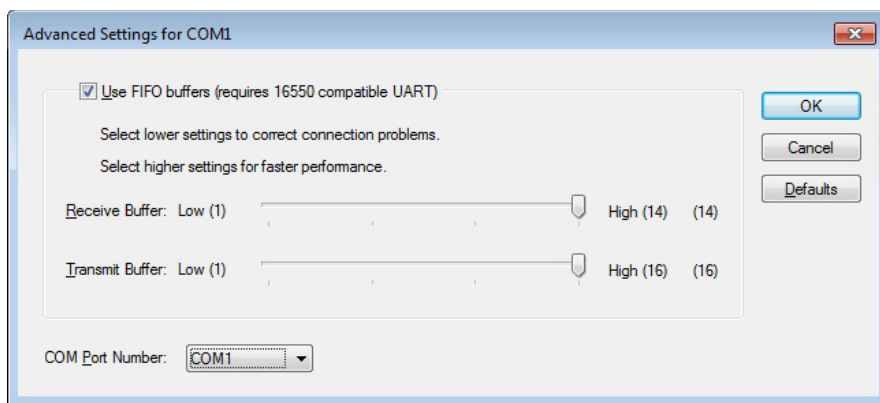 Advanced Settings for COM1
Use FIFO buffers (requires 16550 compatible UART)
OK
Select lower settings to correct connection problems.
Cancel
Select higher settings for faster performance.
Defaults
Receive Buffer: Low (1) High (14) (14)
Transmit Buffer: Low (1) High (16) (16)
COM Port Number: COM1